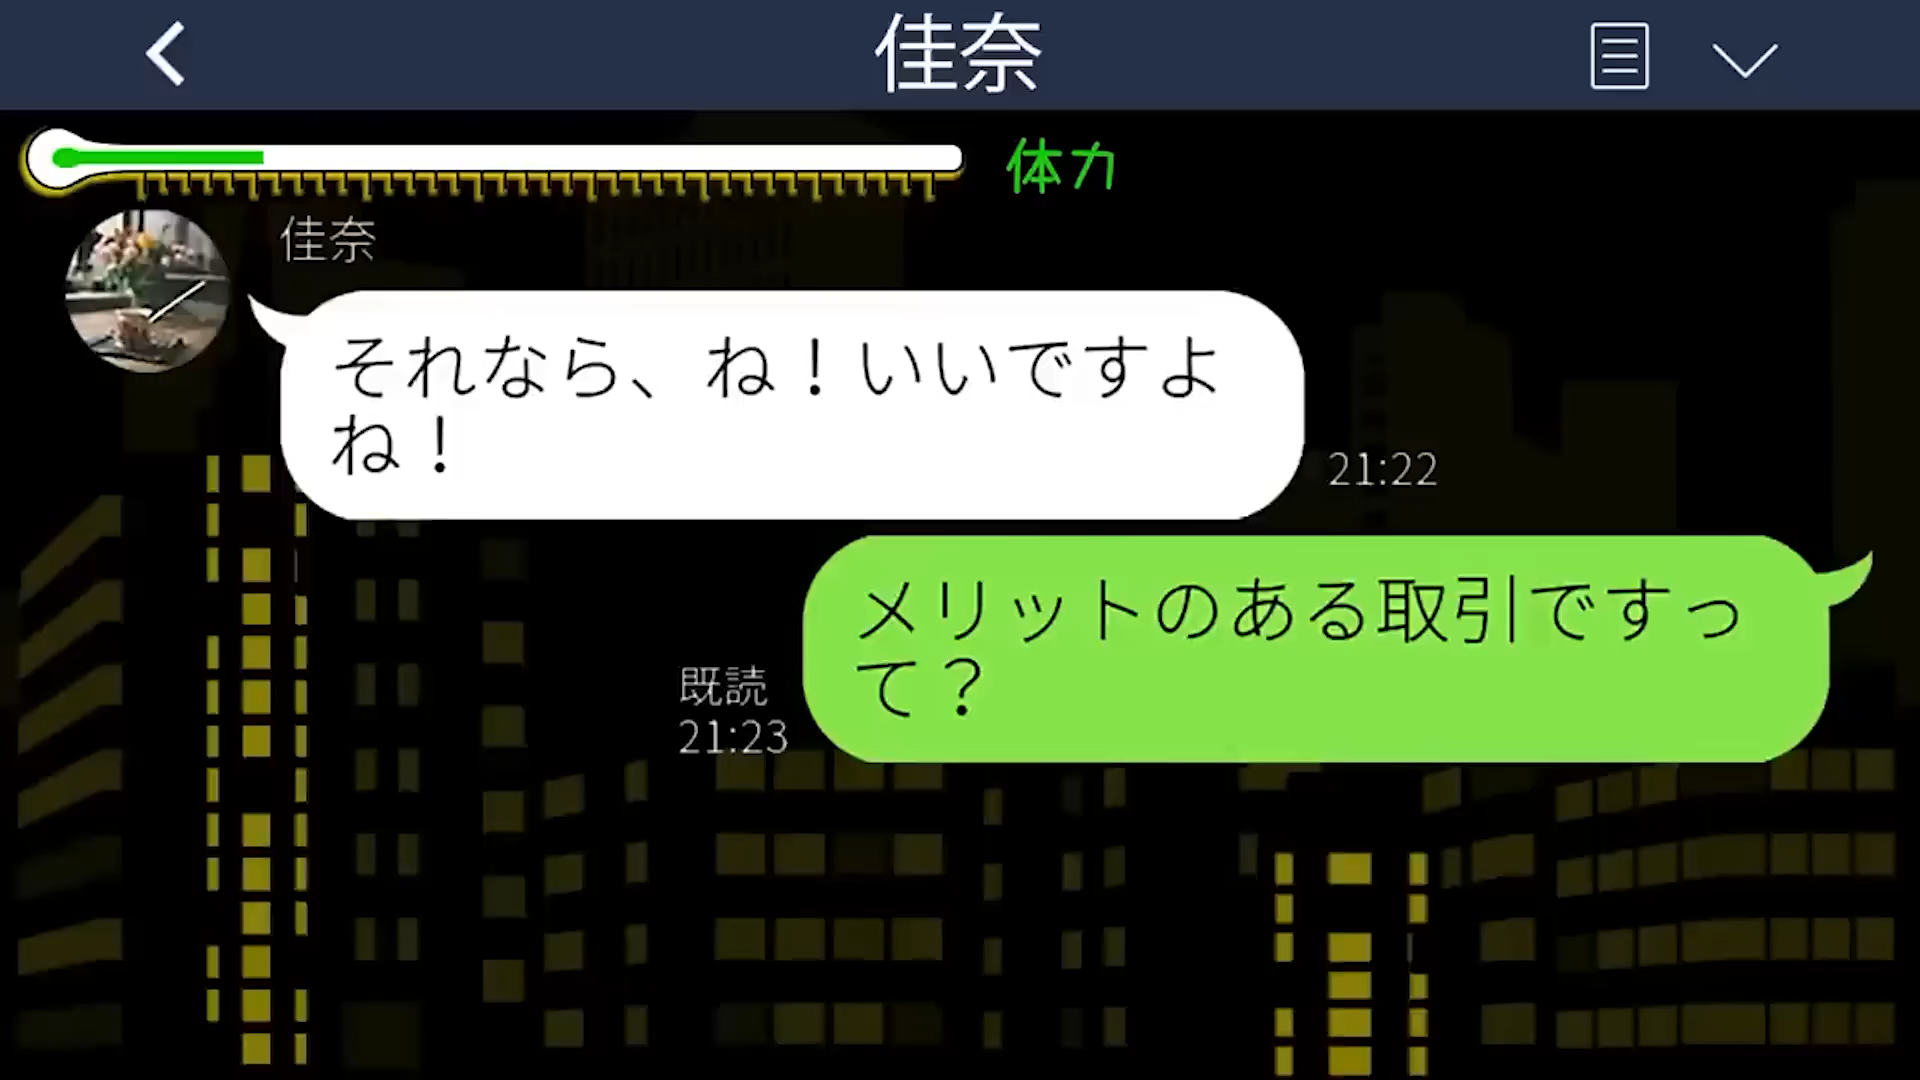 佳奈
体力
佳奈
それなら、ね！いいですよ
ね！
21:22
メリットのある取引ですっ
て？
既読
21:23